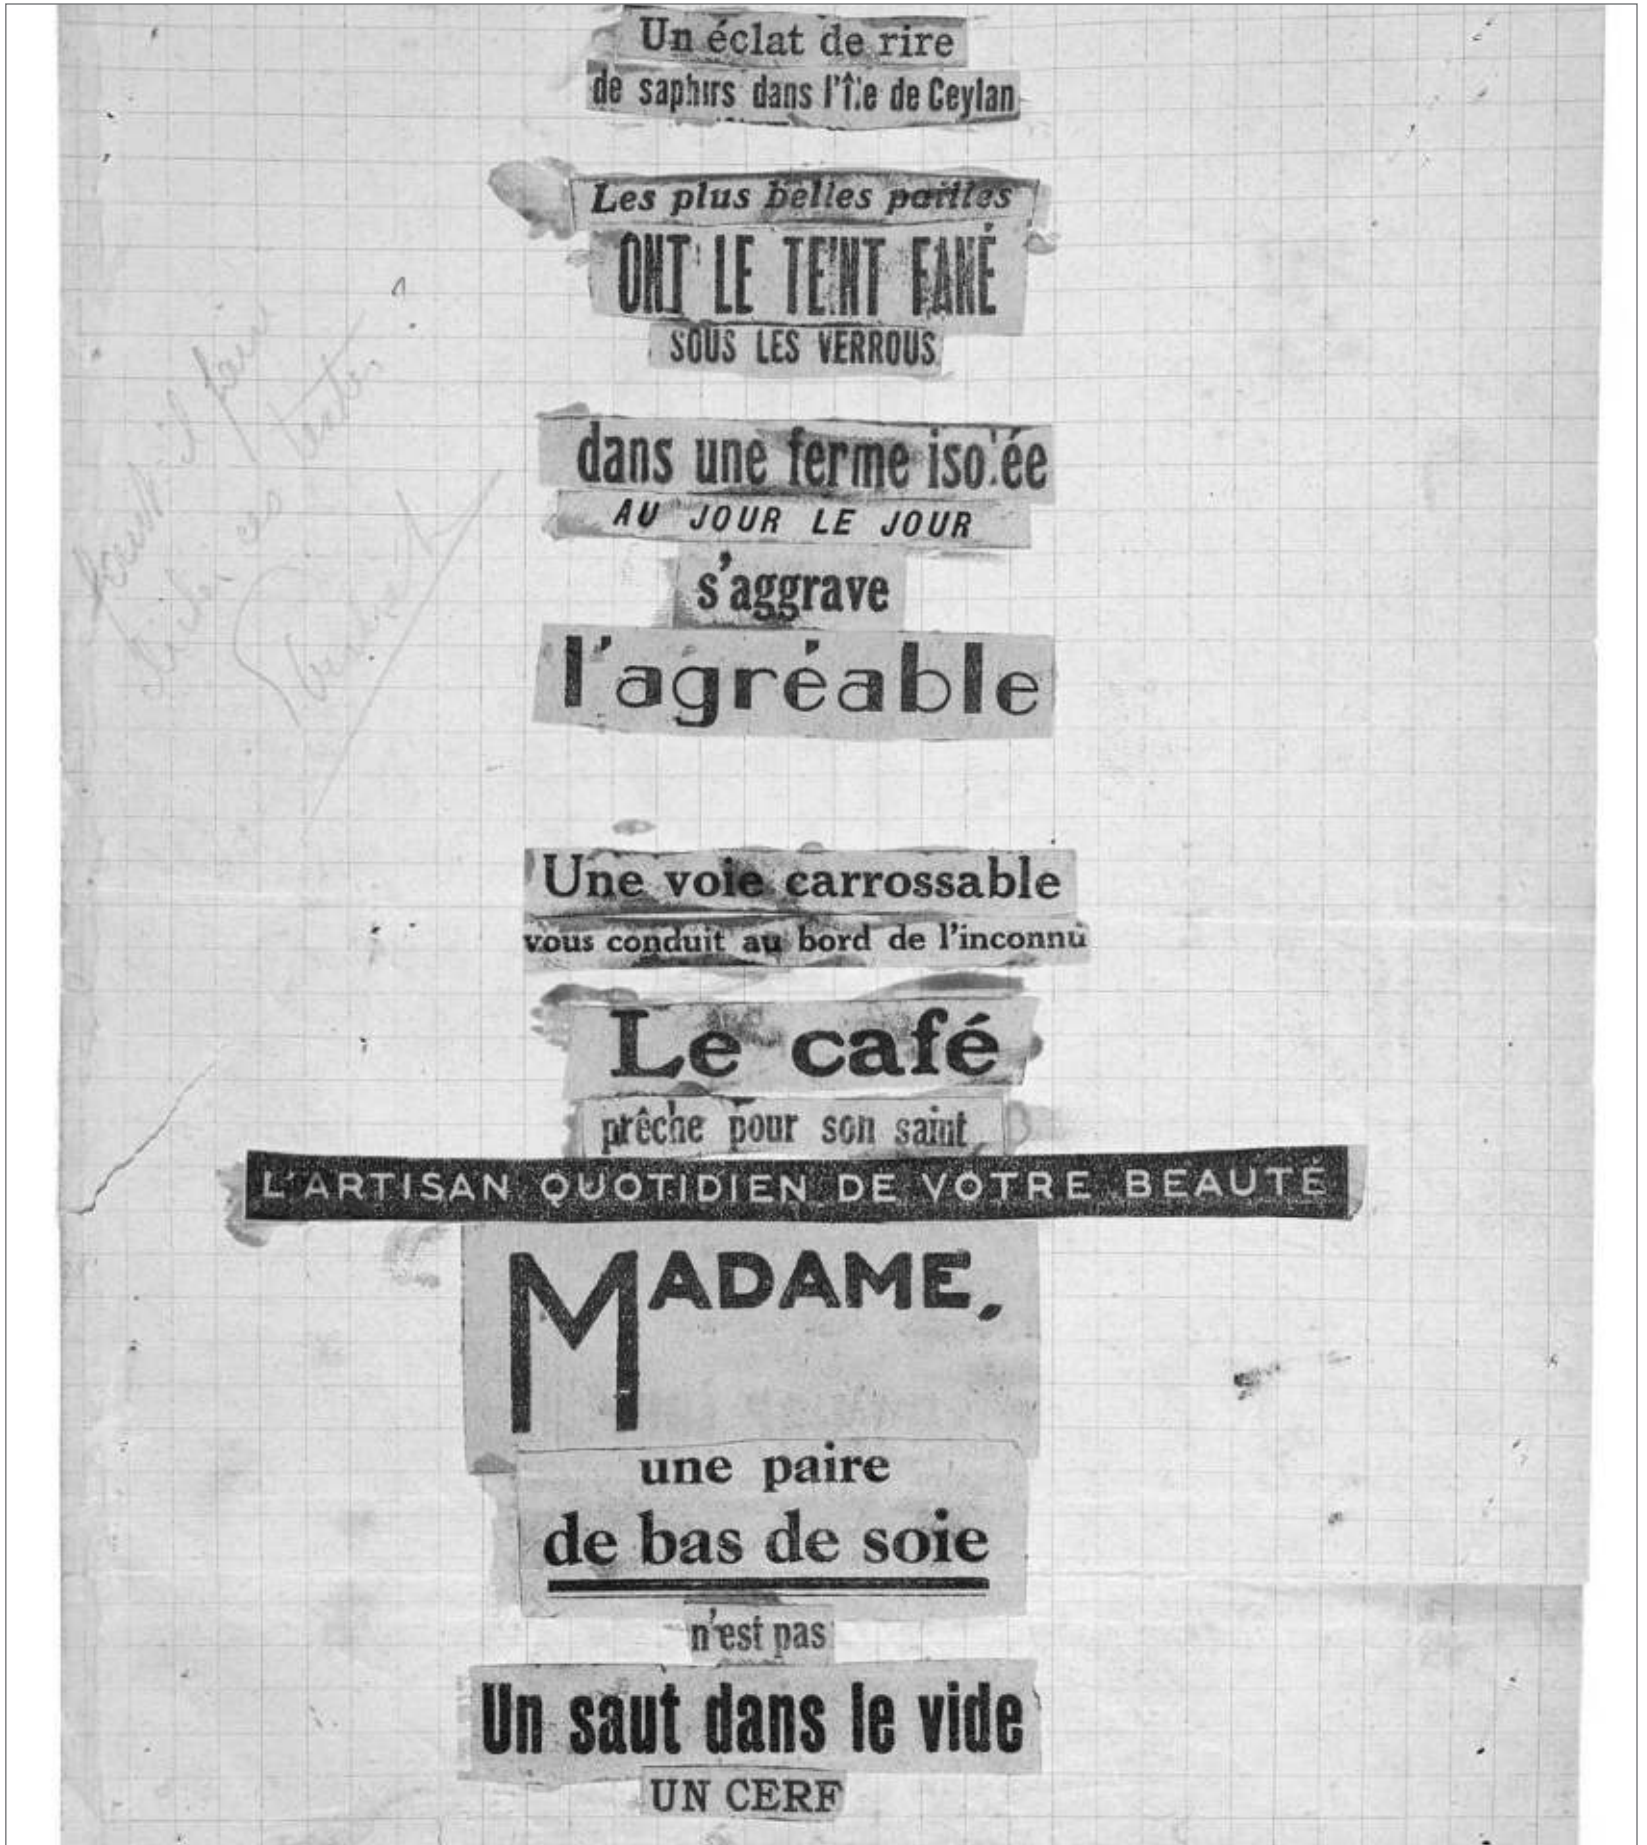 Un éclat de rire
de saphirs dans l'île de Ceylan
Les plus belles pailles
ONT LE TEINT FANÉ
SOUS LES VERROUS
dans une ferme isolée
AU JOUR LE JOUR
s'aggrave
l'agréable
Une voie carrossable
vous conduit au bord de l'inconnu
Le café
prêche pour son saint
L'ARTISAN QUOTIDIEN DE VOTRE BEAUTÉ
MADAME,
une paire
de bas de soie
n'est pas
Un saut dans le vide
UN CERF